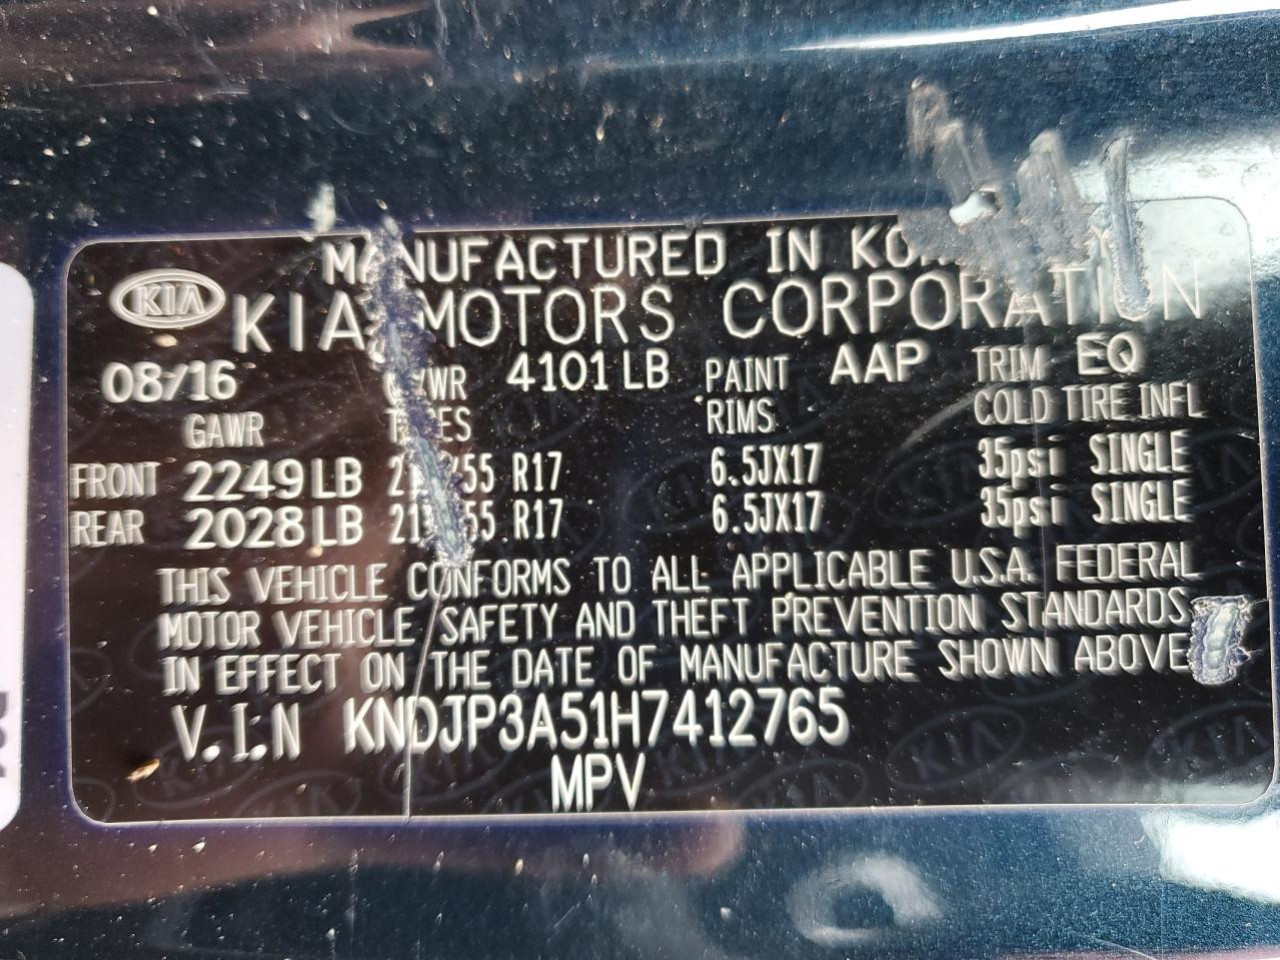 MANUFACTURED IN
KIA KIA MOTORS CORPORATION
08/16 4101 LB PAINT AAP TRIM EQ
GAWR RIMS COLD TIRE INFL
FRONT 2249 LB R17 6.5JX17 35psi SINGLE
REAR 2028 LB R17 6.5JX17 35psi SINGLE
THIS VEHICLE CONFORMS TO ALL APPLICABLE U.S.A. FEDERAL
MOTOR VEHICLE SAFETY AND THEFT PREVENTION STANDARDS
IN EFFECT ON THE DATE OF MANUFACTURE SHOWN ABOVE
V.I.N KNDJP3A51H7412765
MPV